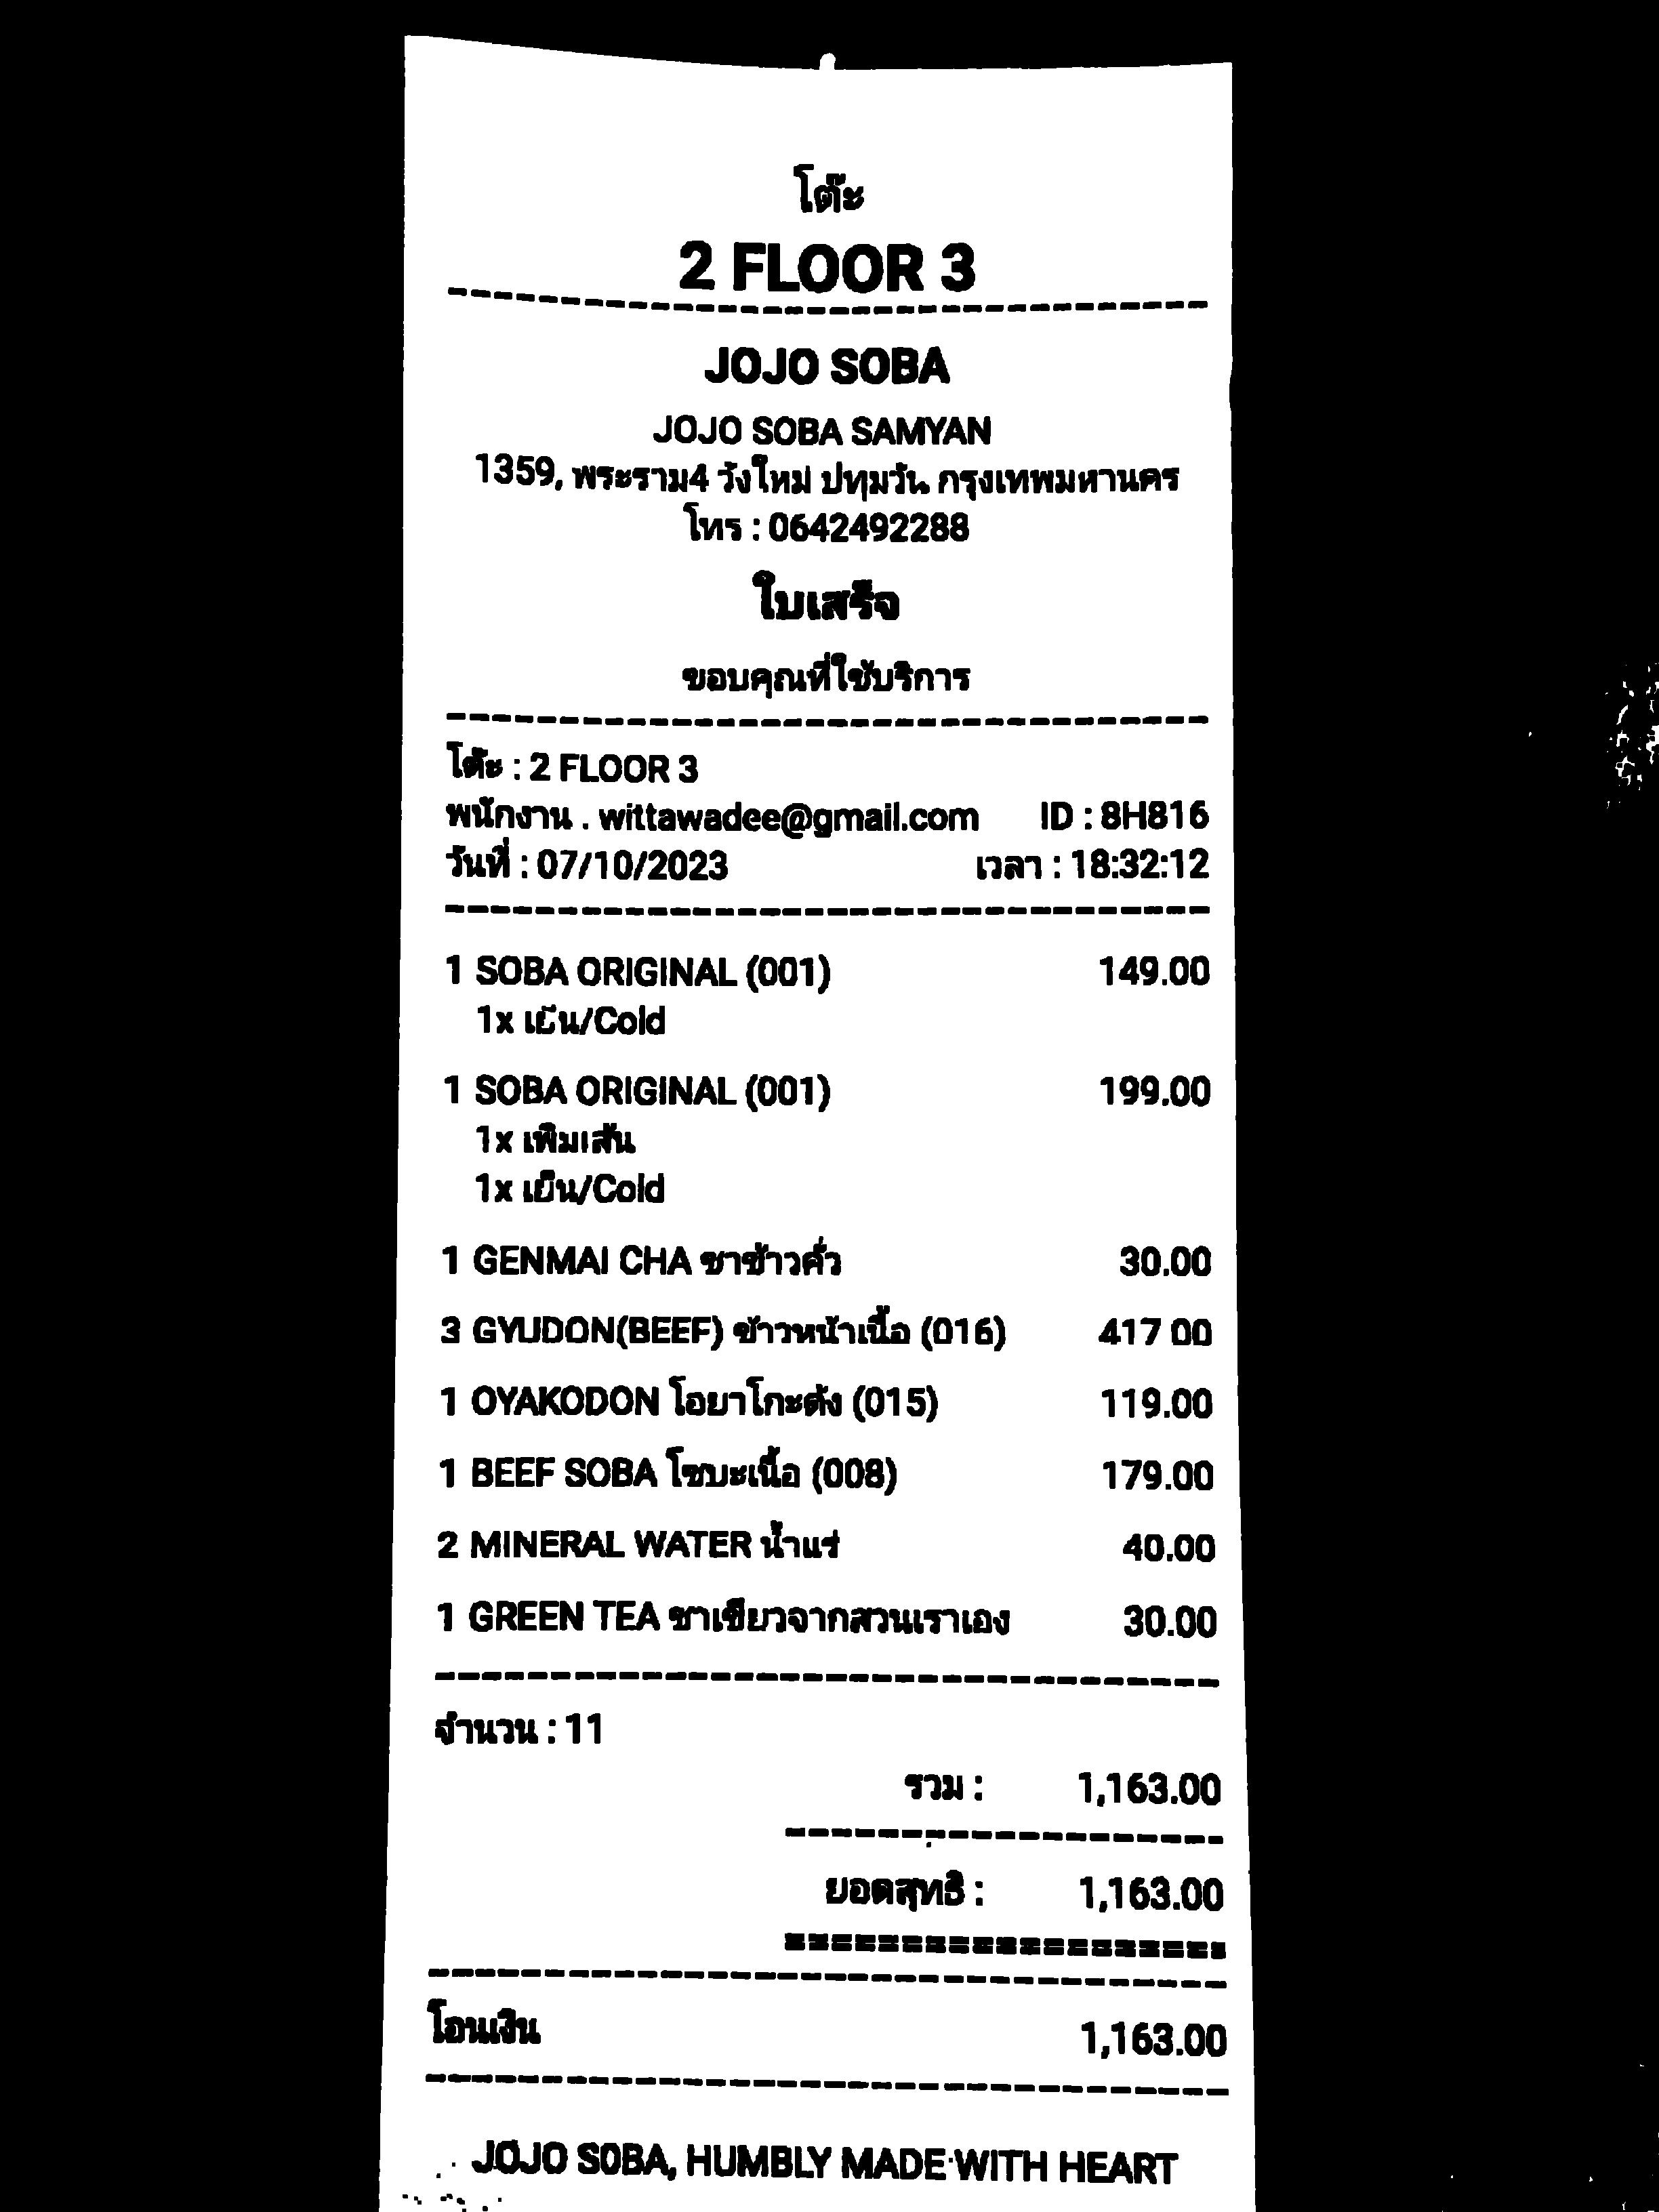 โต๊ะ
2 FLOOR 3
JOJO SOBA
JOJO SOBA SAMYAN
1359, พระราม4 วังใหม่ ปทุมวัน กรุงเทพมหานคร
โทร : 0642492288
ใบเสร็จ
ขอบคุณที่ใช้บริการ
โต๊ะ : 2 FLOOR 3
พนักงาน . wittawadee@gmail.com ID : 8H816
วันที่ : 07/10/2023 เวลา : 18:32:12
1 SOBA ORIGINAL (001) 149.00
1x เย็น/Cold
1 SOBA ORIGINAL (001) 199.00
1x เพิ่มเส้น
1x เย็น/Cold
1 GENMAI CHA ชาข้าวคั่ว 30.00
3 GYUDON(BEEF) ข้าวหน้าเนื้อ (016) 417 00
1 OYAKODON โอยาโกะด้ง (015) 119.00
1 BEEF SOBA โซบะเนื้อ (008) 179.00
2 MINERAL WATER น้ำแร่ 40.00
1 GREEN TEA ชาเขียวจากสวนเราเอง 30.00
จำนวน : 11
รวม : 1,163.00
ยอดสุทธิ : 1,163.00
โอนเงิน 1,163.00
JOJO SOBA, HUMBLY MADE WITH HEART